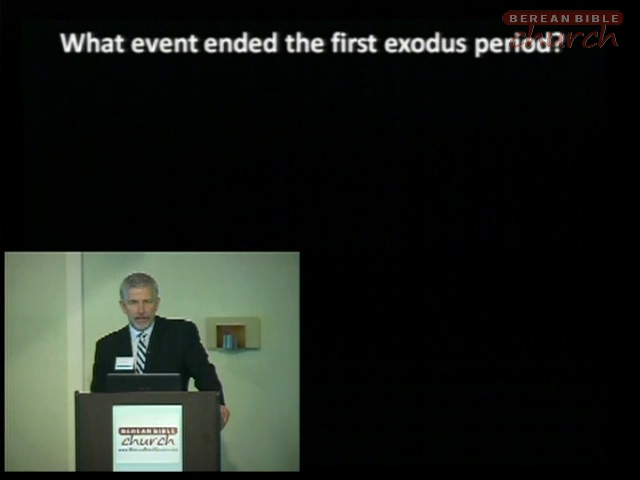 BEREAN BIBLE
church
What event ended the first exodus period?
BEREAN BIBLE
church